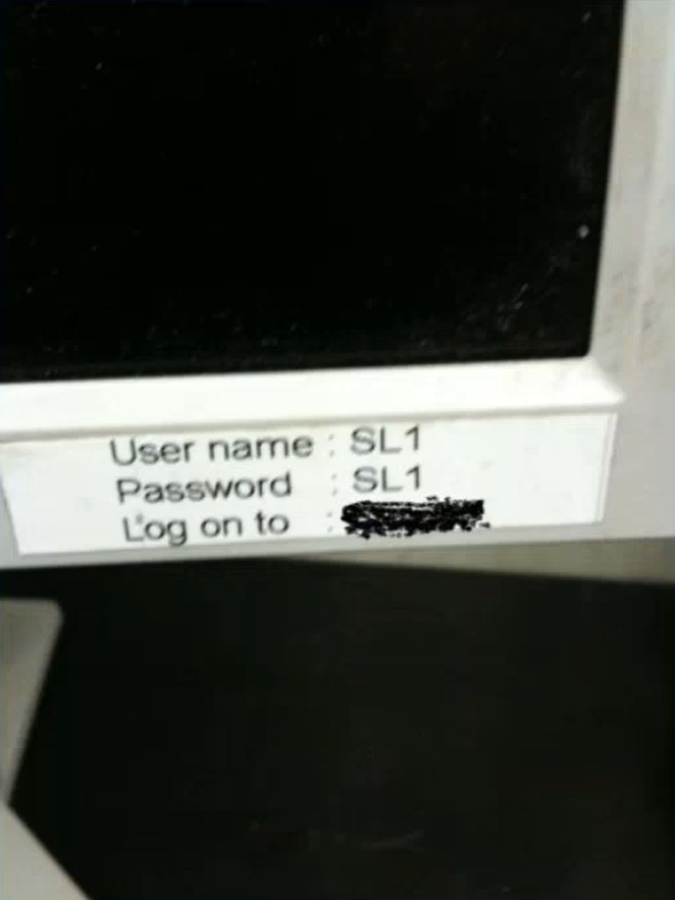 User name : SL1
Password : SL1
Log on to :